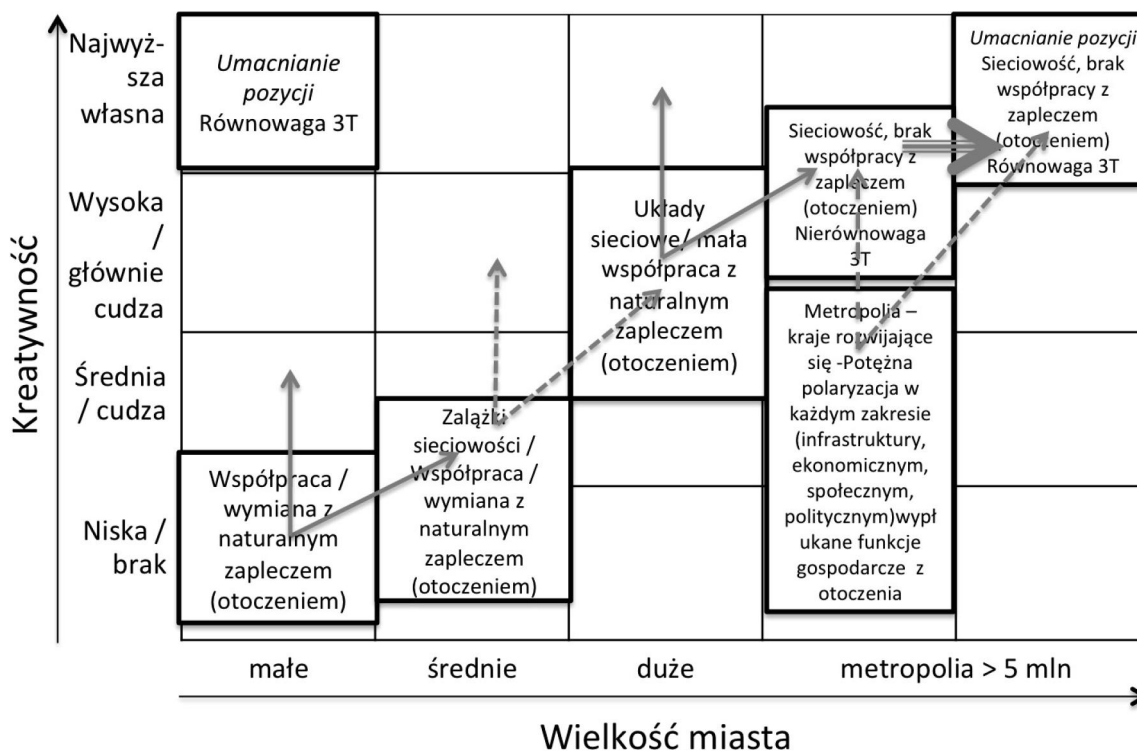 Kreatywność
Najwyż-
sza
własna
Wysoka
/
głównie
cudza
Średnia
/ cudza
Niska /
brak
Umacnianie
pozycji
Równowaga 3T
Współpraca /
wymiana z
naturalnym
zapleczem
(otoczeniem)
Zalążki
sieciowości /
Współpraca /
wymiana z
naturalnym
zapleczem
(otoczeniem)
Układy
sieciowe/ mała
współpraca z
naturalnym
zapleczem
(otoczeniem)
Sieciowość, brak
współpracy z
zapleczem
(otoczeniem)
Nierównowaga
3T
Metropolia –
kraje rozwijające
się -Potężna
polaryzacja w
każdym zakresie
(infrastruktury,
ekonomicznym,
społecznym,
politycznym)wypł
ukane funkcje
gospodarcze z
otoczenia
Umacnianie pozycji
Sieciowość, brak
współpracy z
zapleczem
(otoczeniem)
Równowaga 3T
małe
średnie
duże
metropolia > 5 mln
Wielkość miasta